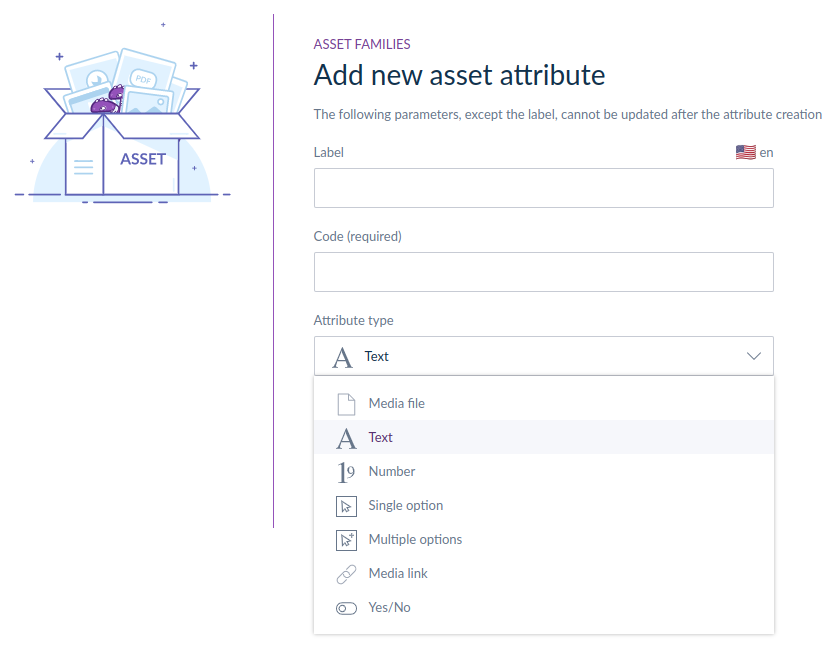 PDF
ASSET
ASSET FAMILIES
Add new asset attribute
The following parameters, except the label, cannot be updated after the attribute creation
Label
en
Code (required)
Attribute type
A Text
Media file
A Text
19 Number
Single option
Multiple options
Media link
Yes/No